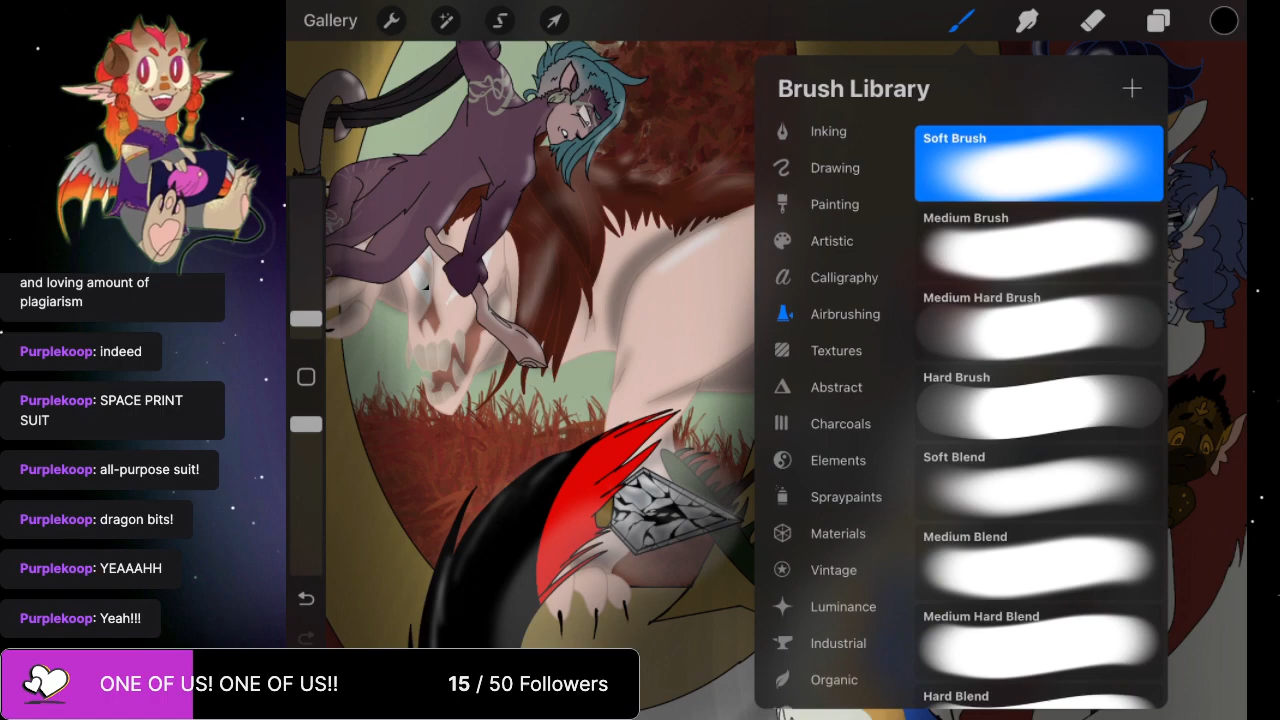 Gallery
and loving amount of
plagiarism
Purplekoop: indeed
Purplekoop: SPACE PRINT
SUIT
Purplekoop: all-purpose suit!
Purplekoop: dragon bits!
Purplekoop: YEAAAHH
Purplekoop: Yeah!!!
ONE OF US! ONE OF US!!
15 / 50 Followers
Brush Library
Inking
Drawing
Painting
Artistic
Calligraphy
Airbrushing
Textures
Abstract
Charcoals
Elements
Spraypaints
Materials
Vintage
Luminance
Industrial
Organic
Soft Brush
Medium Brush
Medium Hard Brush
Hard Brush
Soft Blend
Medium Blend
Medium Hard Blend
Hard Blend